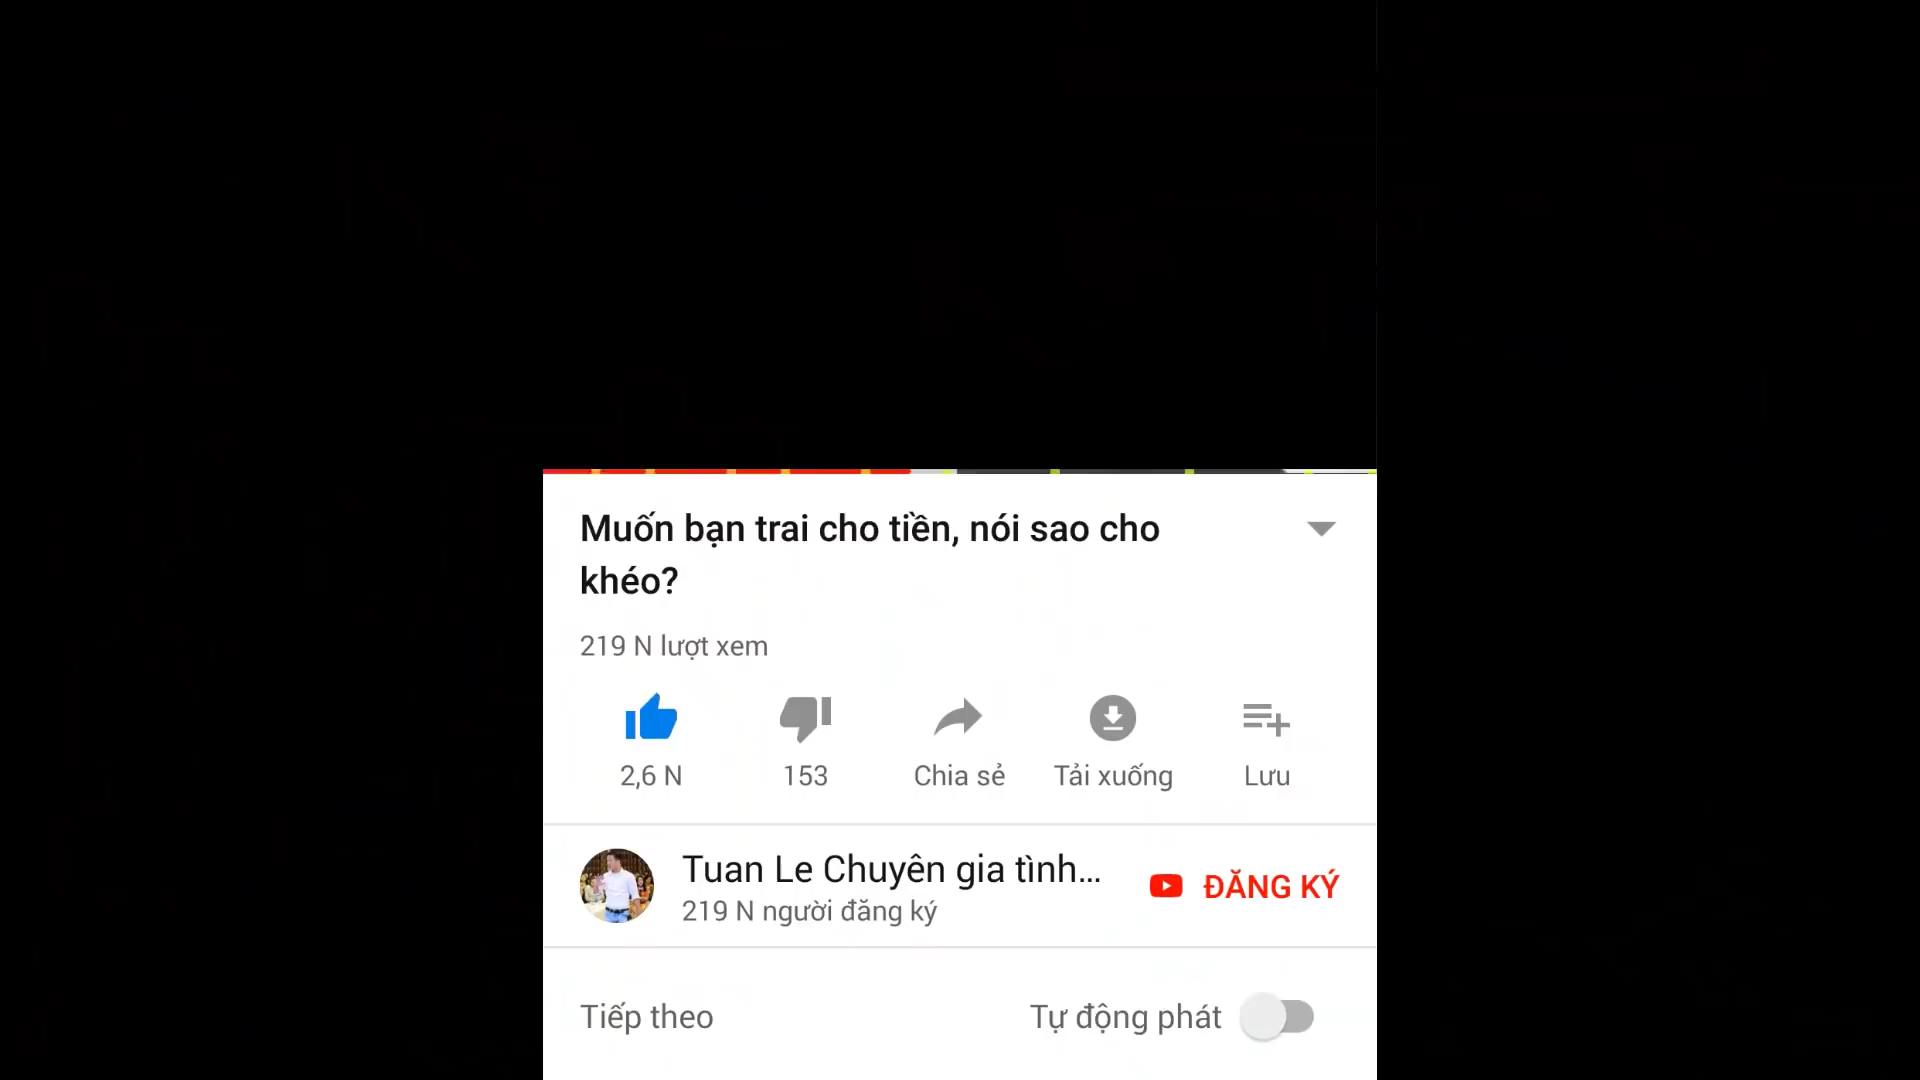 Muốn bạn trai cho tiền, nói sao cho
khéo?
219 N lượt xem
2,6 N
153
Chia sẻ
Tải xuống
Lưu
Tuan Le Chuyên gia tình...
219 N người đăng ký
ĐĂNG KÝ
Tiếp theo
Tự động phát